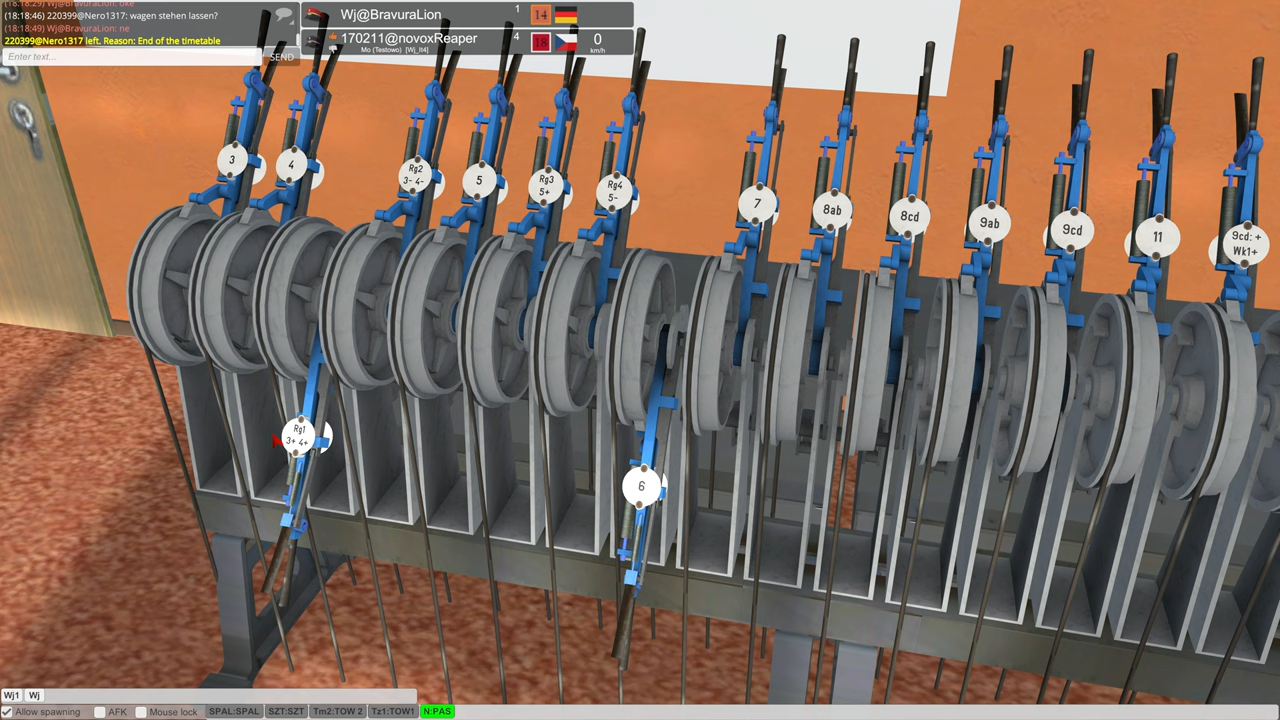 (18:18:29) Wj@BravuraLion: oke
(18:18:46) 220399@Nero1317: wagen stehen lassen?
(18:18:49) Wj@BravuraLion: ne
220399@Nero1317 left. Reason: End of the timetable
Enter text...
SEND
Wj@BravuraLion
1
14
170211@novoxReaper
4
18
0
Mo (Testowo) [Wj_It4]
km/h
3
4
Rg2
3- 4-
5
Rg3
5+
Rg4
5-
7
8ab
8cd
9ab
9cd
11
9cd: +
Wk1+
Rg1
3+ 4+
6
Wj1
Wj
Allow spawning
AFK
Mouse lock
SPAL:SPAL
SZT:SZT
Tm2:TOW 2
Tz1:TOW1
N:PAS